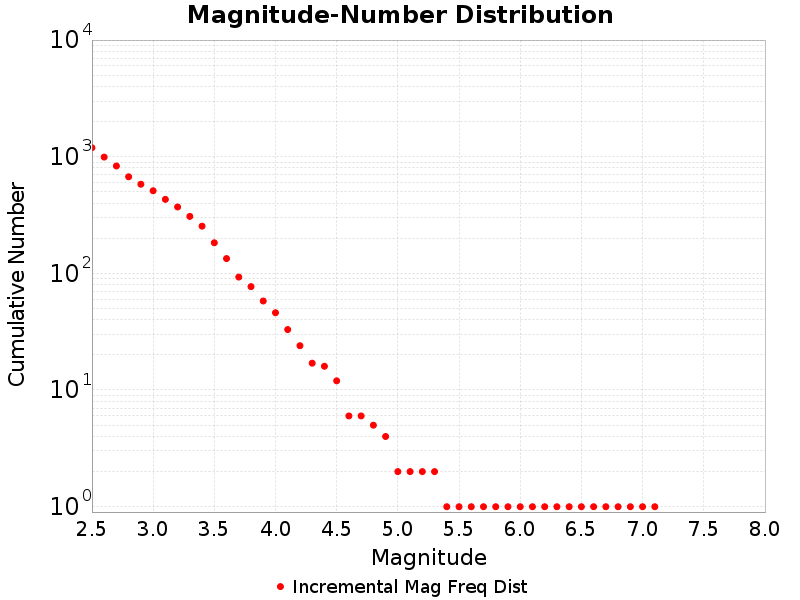 Magnitude-Number Distribution
10^4
10^3
10^2
10^1
10^0
Cumulative Number
2.5 3.0 3.5 4.0 4.5 5.0 5.5 6.0 6.5 7.0 7.5 8.0
Magnitude
Incremental Mag Freq Dist